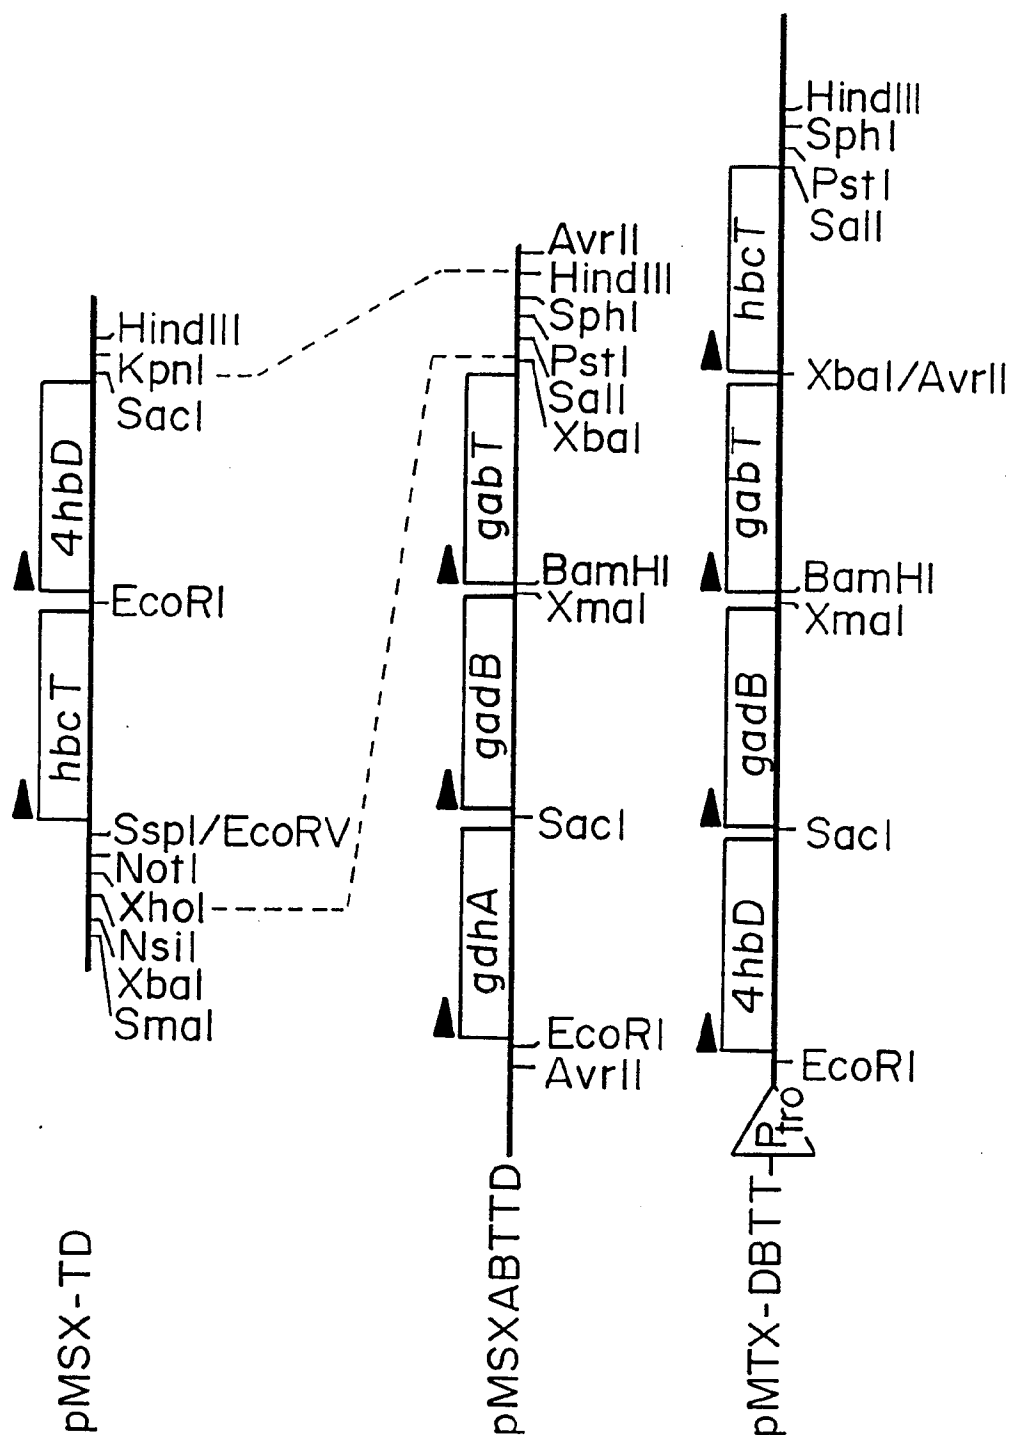 pMSX-TD
SmaI
XbaI
NsiI
XhoI
NotI
SspI/EcoRV
hbcT
EcoRI
4hbD
SacI
KpnI
HindIII
pMSXABTTD
AvrII
EcoRI
gdhA
SacI
gadB
XmaI
BamHI
gabT
XbaI
SalI
PstI
SphI
HindIII
AvrII
pMTX-DBTT
Ptro
EcoRI
4hbD
SacI
gadB
XmaI
BamHI
gabT
XbaI/AvrII
hbcT
SalI
PstI
SphI
HindIII